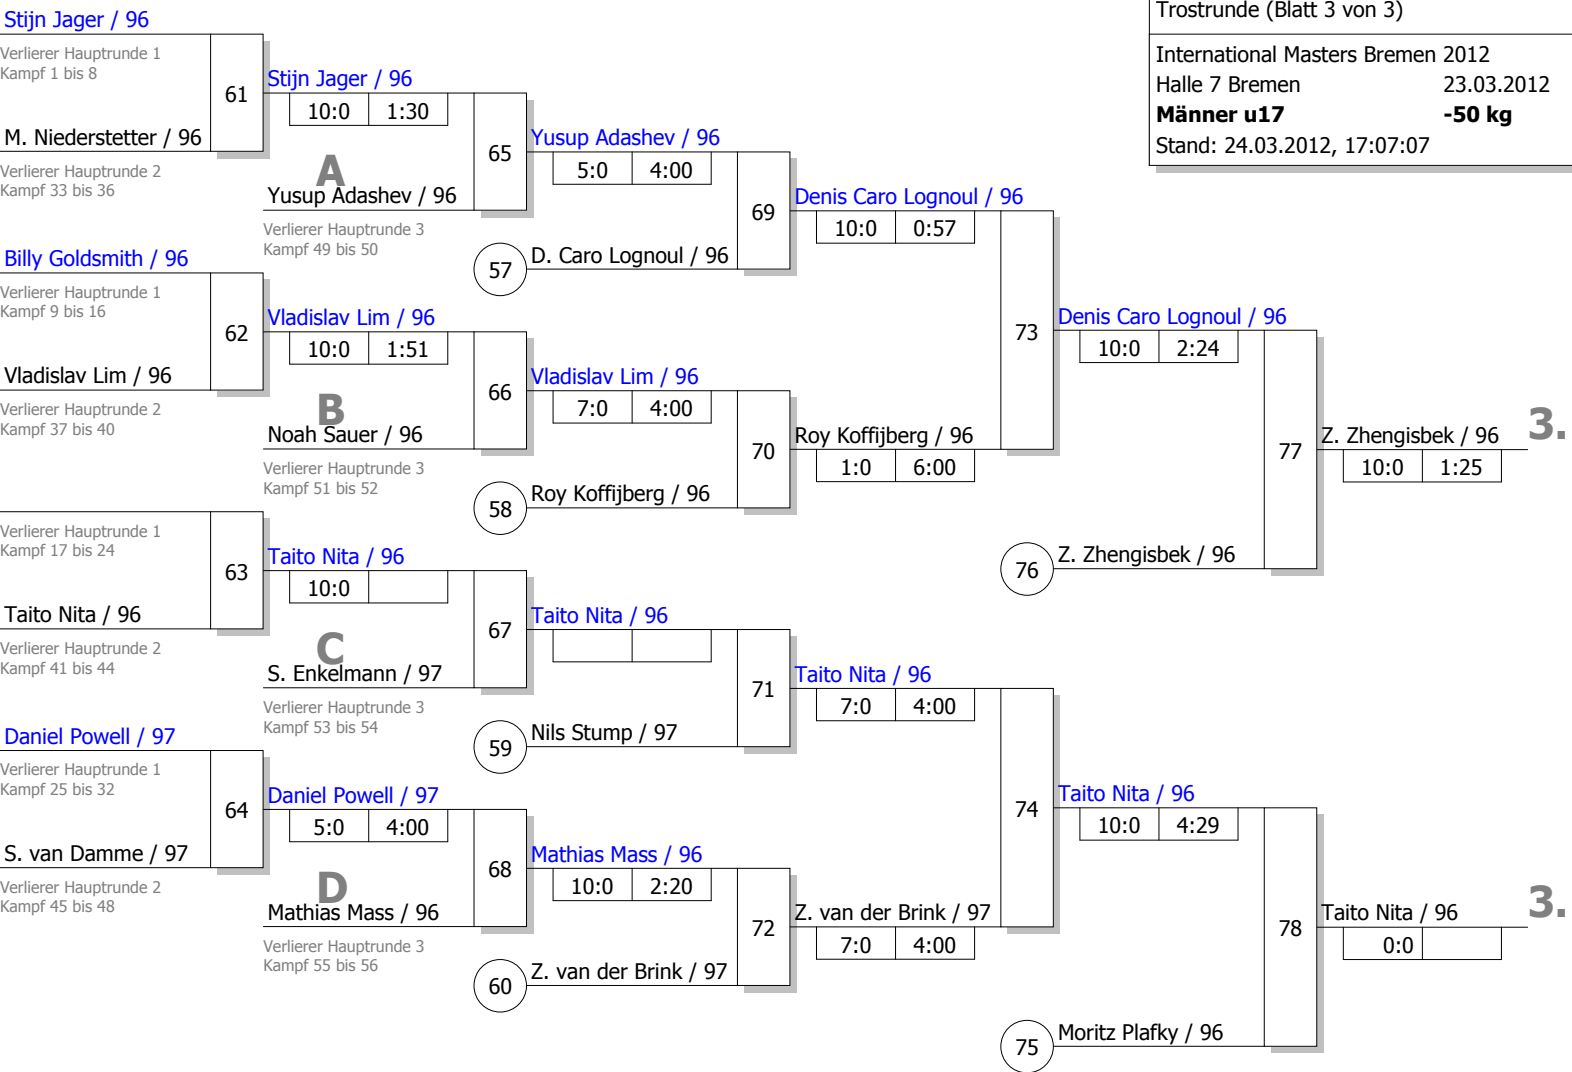 Trostrunde (Blatt 3 von 3)
International Masters Bremen 2012
Halle 7 Bremen 23.03.2012
Männer u17 -50 kg
Stand: 24.03.2012, 17:07:07
Stijn Jager / 96
Verlierer Hauptrunde 1
Kampf 1 bis 8
61
M. Niederstetter / 96
Verlierer Hauptrunde 2
Kampf 33 bis 36
Billy Goldsmith / 96
Verlierer Hauptrunde 1
Kampf 9 bis 16
62
Vladislav Lim / 96
Verlierer Hauptrunde 2
Kampf 37 bis 40
Verlierer Hauptrunde 1
Kampf 17 bis 24
63
Taito Nita / 96
Verlierer Hauptrunde 2
Kampf 41 bis 44
Daniel Powell / 97
Verlierer Hauptrunde 1
Kampf 25 bis 32
64
S. van Damme / 97
Verlierer Hauptrunde 2
Kampf 45 bis 48
Stijn Jager / 96
10:0 1:30
65
A
Yusup Adashev / 96
Verlierer Hauptrunde 3
Kampf 49 bis 50
Vladislav Lim / 96
10:0 1:51
66
B
Noah Sauer / 96
Verlierer Hauptrunde 3
Kampf 51 bis 52
Taito Nita / 96
10:0
67
C
S. Enkelmann / 97
Verlierer Hauptrunde 3
Kampf 53 bis 54
Daniel Powell / 97
5:0 4:00
68
D
Mathias Mass / 96
Verlierer Hauptrunde 3
Kampf 55 bis 56
Yusup Adashev / 96
5:0 4:00
69
57 D. Caro Lognoul / 96
Vladislav Lim / 96
7:0 4:00
70
58 Roy Koffijberg / 96
Taito Nita / 96
71
59 Nils Stump / 97
Mathias Mass / 96
10:0 2:20
72
60 Z. van der Brink / 97
Denis Caro Lognoul / 96
10:0 0:57
73
Roy Koffijberg / 96
1:0 6:00
Taito Nita / 96
7:0 4:00
74
Z. van der Brink / 97
7:0 4:00
Denis Caro Lognoul / 96
10:0 2:24
77
76 Z. Zhengisbek / 96
Taito Nita / 96
10:0 4:29
78
75 Moritz Plafky / 96
Z. Zhengisbek / 96 3.
10:0 1:25
Taito Nita / 96 3.
0:0